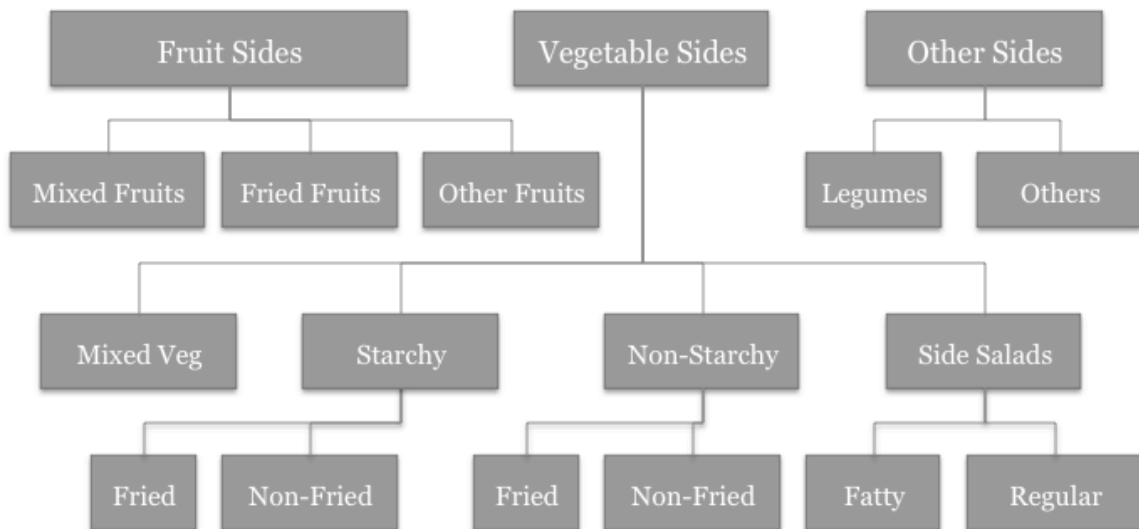 Fruit Sides
Vegetable Sides
Other Sides
Mixed Fruits
Fried Fruits
Other Fruits
Legumes
Others
Mixed Veg
Starchy
Non-Starchy
Side Salads
Fried
Non-Fried
Fried
Non-Fried
Fatty
Regular